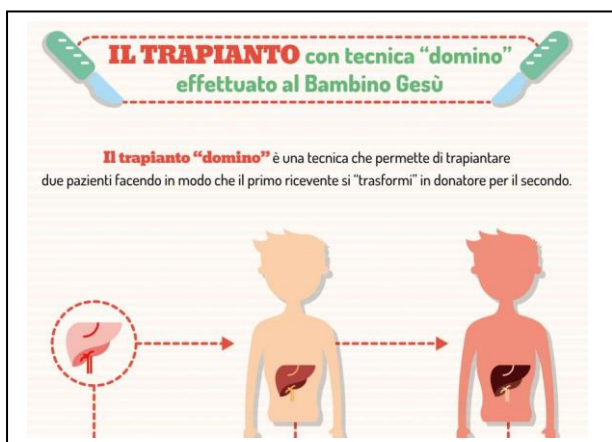 IL TRAPIANTO con tecnica “domino”
effettuato al Bambino Gesù
Il trapianto “domino” è una tecnica che permette di trapiantare
due pazienti facendo in modo che il primo ricevente si “trasformi” in donatore per il secondo.